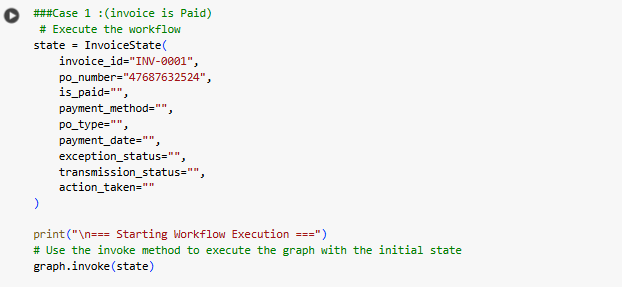 ###Case 1 :(invoice is Paid)
 # Execute the workflow
state = InvoiceState(
    invoice_id="INV-0001",
    po_number="47687632524",
    is_paid="",
    payment_method="",
    po_type="",
    payment_date="",
    exception_status="",
    transmission_status="",
    action_taken=""
)

print("\n=== Starting Workflow Execution ===")
# Use the invoke method to execute the graph with the initial state
graph.invoke(state)